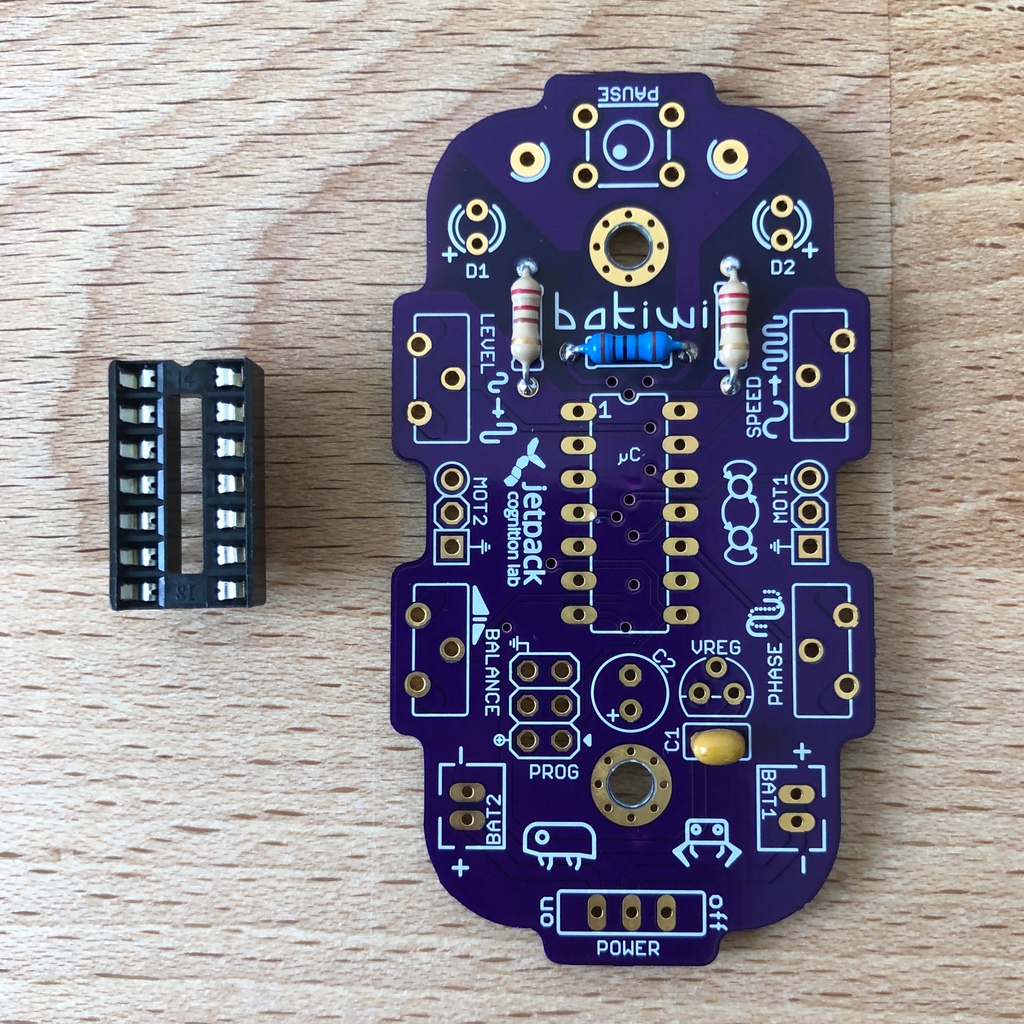 PAUSE
D1
D2
bakiwi
LEVEL
SPEED
14
1
µC
jetpack
cognition lab
MOT2
MOT1
BALANCE
PHASE
C2
VREG
C1
PROG
BAT2
BAT1
on
off
POWER